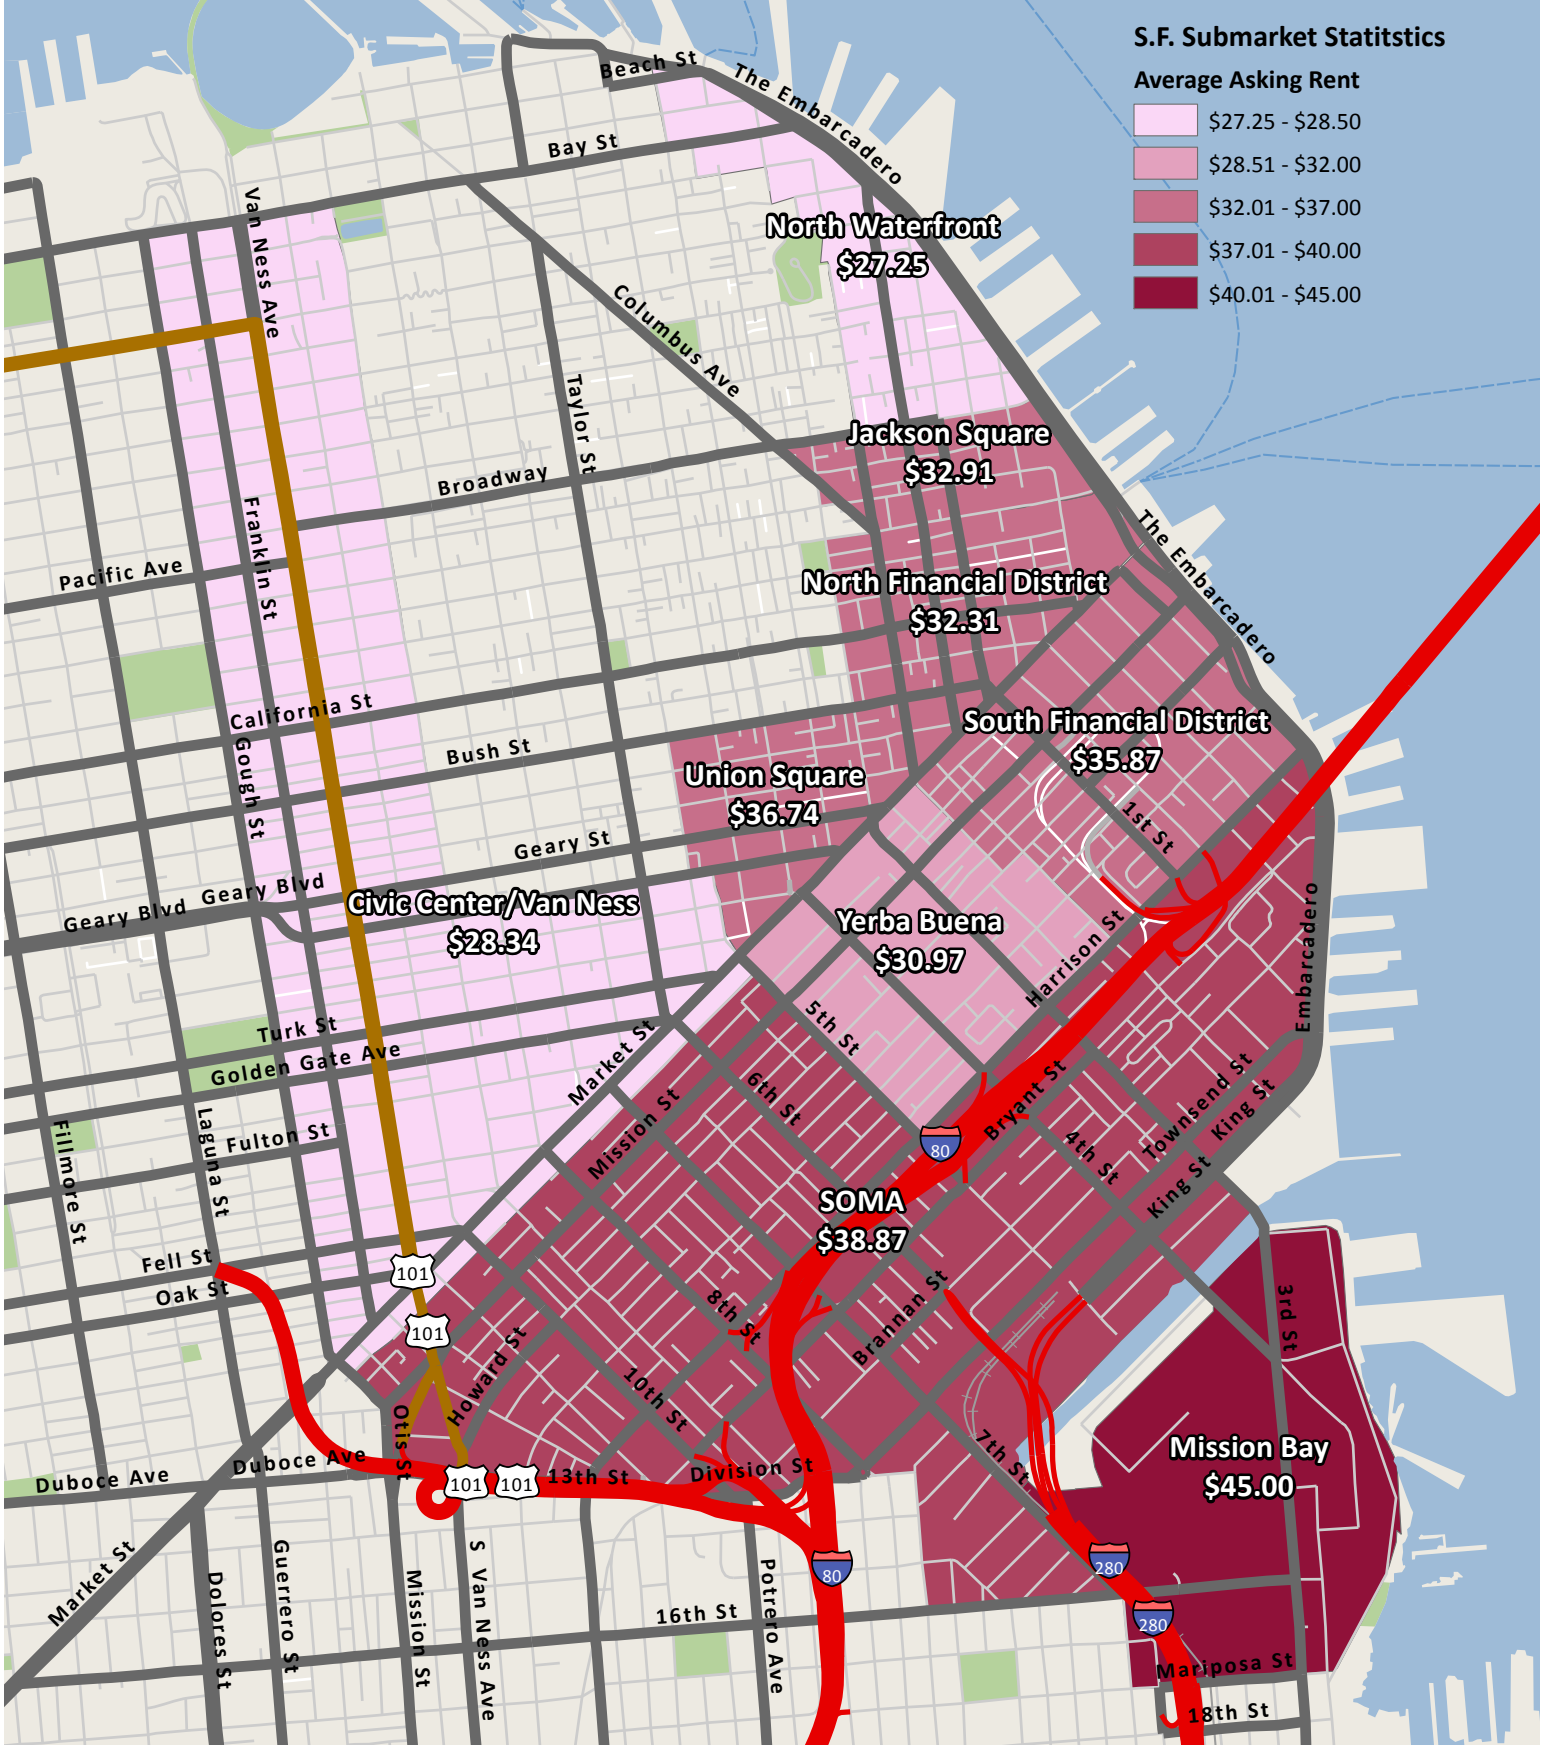 S.F. Submarket Statitstics
Average Asking Rent
$27.25 - $28.50
$28.51 - $32.00
$32.01 - $37.00
$37.01 - $40.00
$40.01 - $45.00
Beach St
The Embarcadero
Bay St
Van Ness Ave
North Waterfront
$27.25
Columbus Ave
Taylor St
Jackson Square
$32.91
Broadway
Franklin St
The Embarcadero
Pacific Ave
North Financial District
$32.31
California St
South Financial District
$35.87
Gough St
Bush St
Union Square
$36.74
1st St
Geary St
Geary Blvd
Geary Blvd
Civic Center/Van Ness
$28.34
Yerba Buena
$30.97
Harrison St
Embarcadero
5th St
Turk St
Golden Gate Ave
Market St
Mission St
6th St
Bryant St
Townsend St
King St
Fillmore St
Laguna St
Fulton St
80
4th St
King St
SOMA
$38.87
Fell St
Oak St
101
101
8th St
Brannan St
3rd St
Howard St
10th St
Otis St
7th St
Mission Bay
$45.00
Duboce Ave
Duboce Ave
101
101
13th St
Division St
80
280
280
Market St
Dolores St
Guerrero St
Mission St
S Van Ness Ave
Potrero Ave
16th St
Mariposa St
18th St